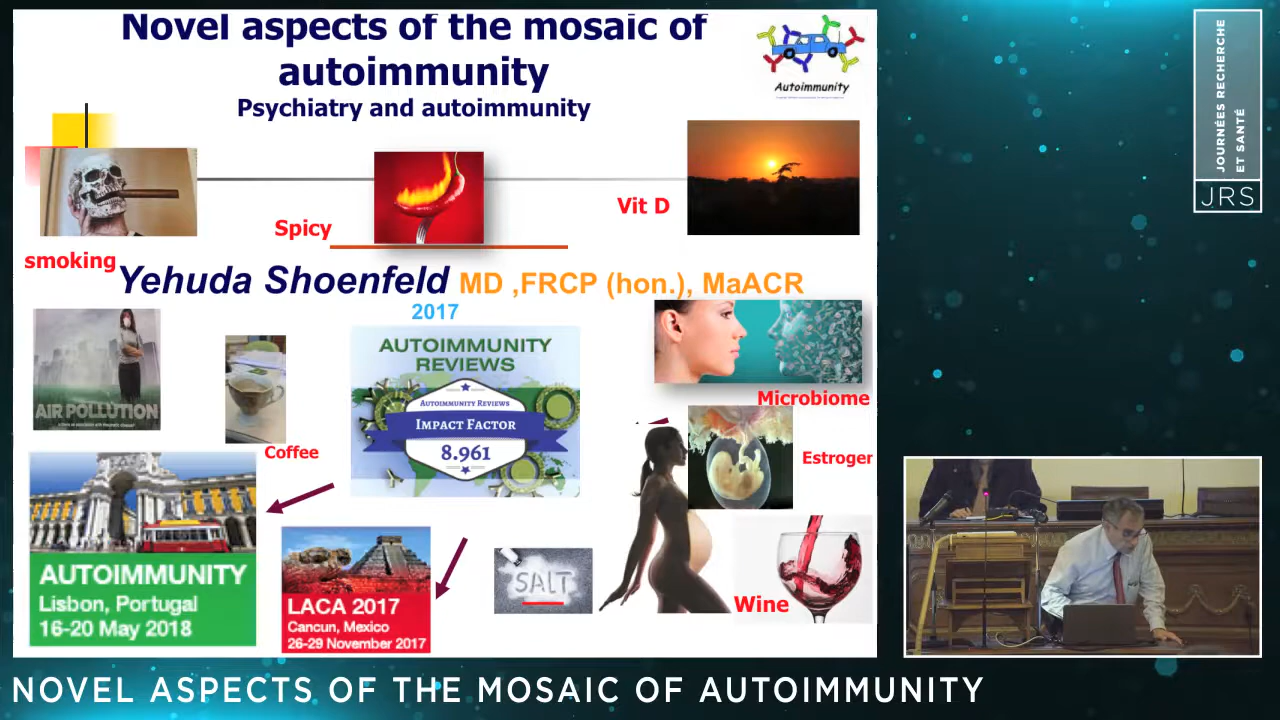 Novel aspects of the mosaic of
autoimmunity
Psychiatry and autoimmunity
Autoimmunity
JOURNÉES RECHERCHE
ET SANTÉ
JRS
Vit D
Spicy
smoking
Yehuda Shoenfeld MD ,FRCP (hon.), MaACR
2017
AUTOIMMUNITY
REVIEWS
AUTOIMMUNITY REVIEWS
IMPACT FACTOR
8.961
AIR POLLUTION
Coffee
Microbiome
Estroger
AUTOIMMUNITY
Lisbon, Portugal
16-20 May 2018
LACA 2017
Cancun, Mexico
26-29 November 2017
SALT
Wine
NOVEL ASPECTS OF THE MOSAIC OF AUTOIMMUNITY